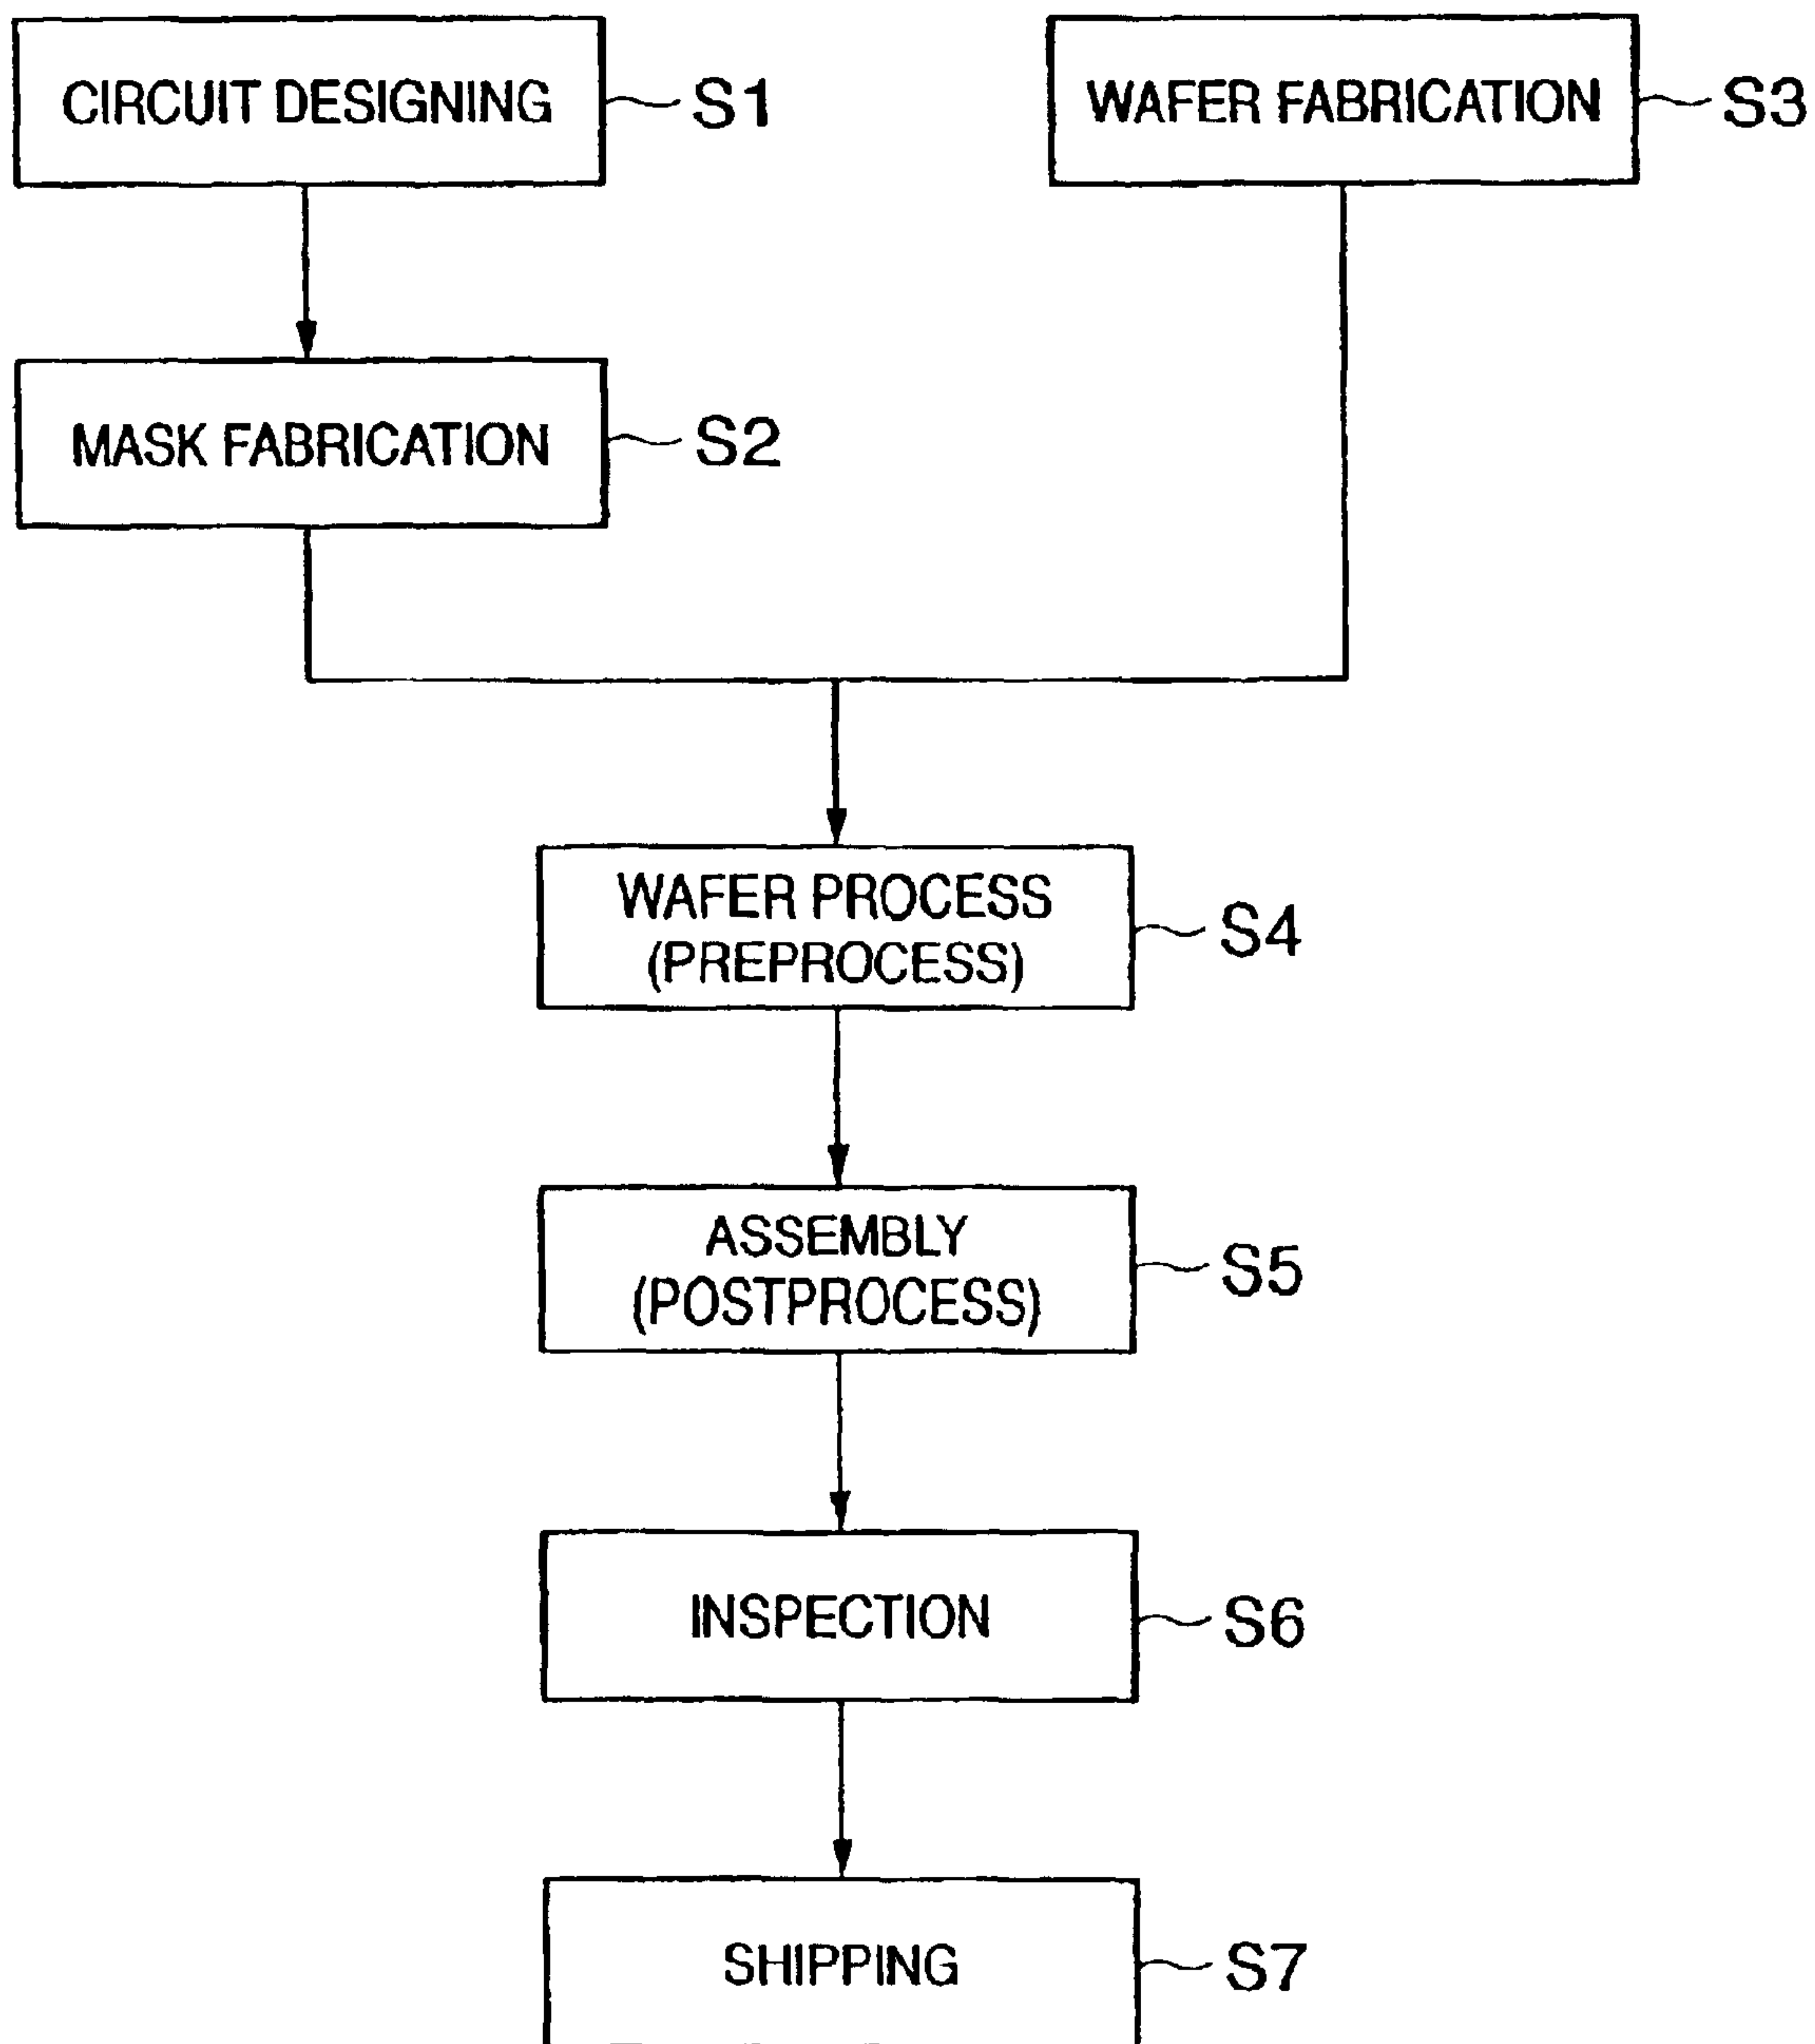 CIRCUIT DESIGNING
S1
WAFER FABRICATION
S3
MASK FABRICATION
S2
WAFER PROCESS
(PREPROCESS)
S4
ASSEMBLY
(POSTPROCESS)
S5
INSPECTION
S6
SHIPPING
S7